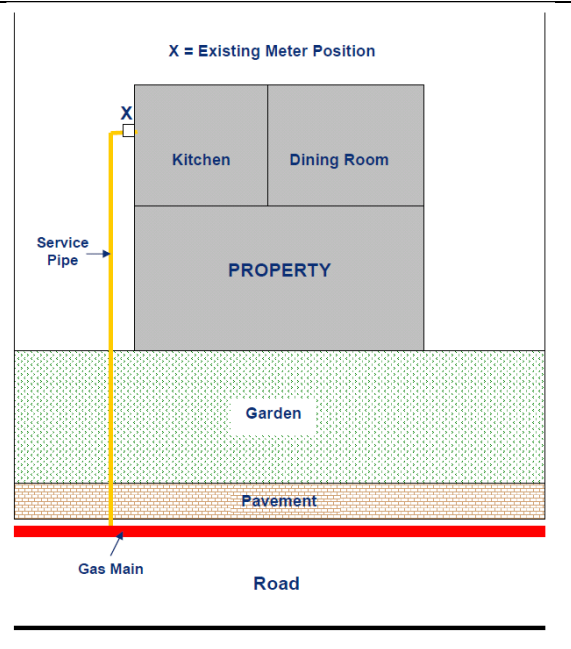 X = Existing Meter Position
X
Kitchen
Dining Room
Service
Pipe
PROPERTY
Garden
Pavement
Gas Main
Road